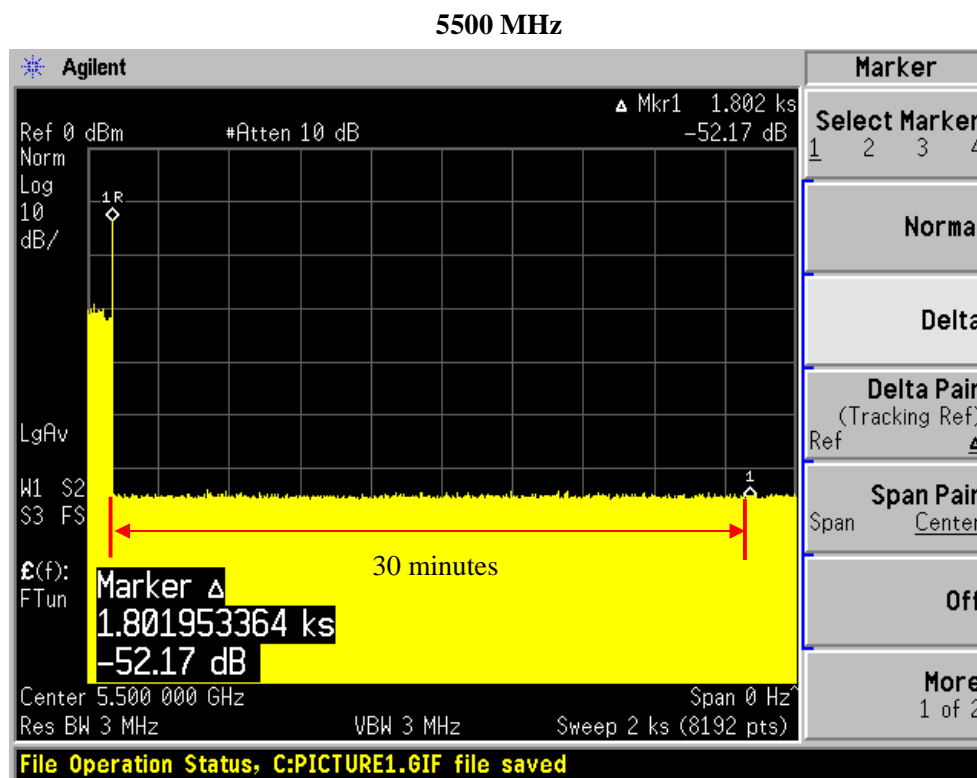 5500 MHz
Agilent
Marker
Δ Mkr1 1.802 ks
Ref 0 dBm #Atten 10 dB -52.17 dB
Norm
Log
10
dB/
1R
LgAv
W1 S2
S3 FS
£(f):
FTun
1
30 minutes
Marker Δ
1.801953364 ks
-52.17 dB
Center 5.500 000 GHz Span 0 Hz^
Res BW 3 MHz VBW 3 MHz Sweep 2 ks (8192 pts)
File Operation Status, C:PICTURE1.GIF file saved
Select Marker
1 2 3 4
Norma
Delta
Delta Pair
(Tracking Ref)
Ref Δ
Span Pair
Span Center
Off
More
1 of 2